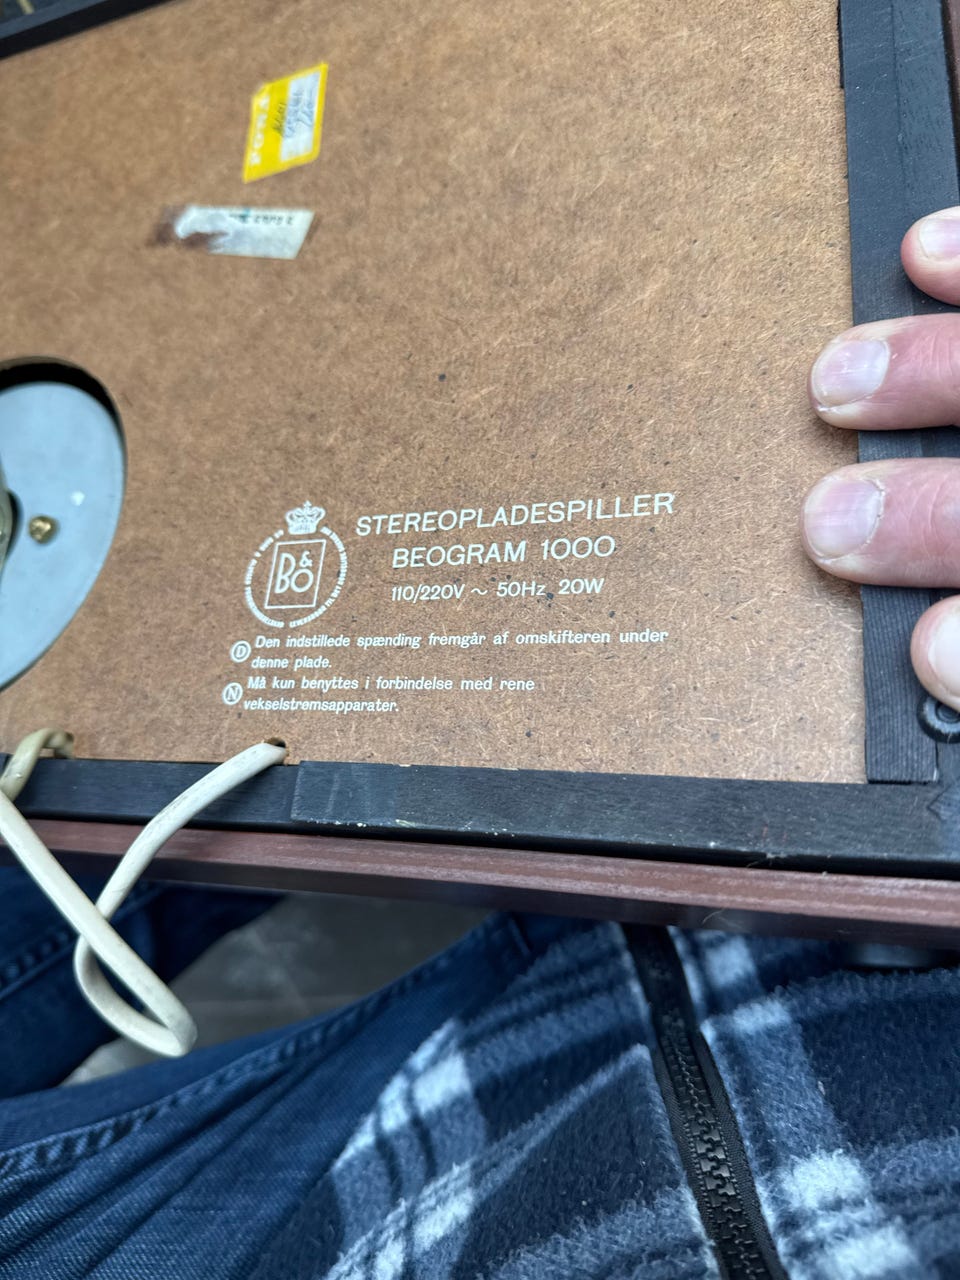 B&O
STEREOPLADESPILLER
BEOGRAM 1000
110/220V ~ 50Hz 20W
D Den indstillede spænding fremgår af omskifteren under
denne plade.
N Må kun benyttes i forbindelse med rene
vekselstrømsapparater.